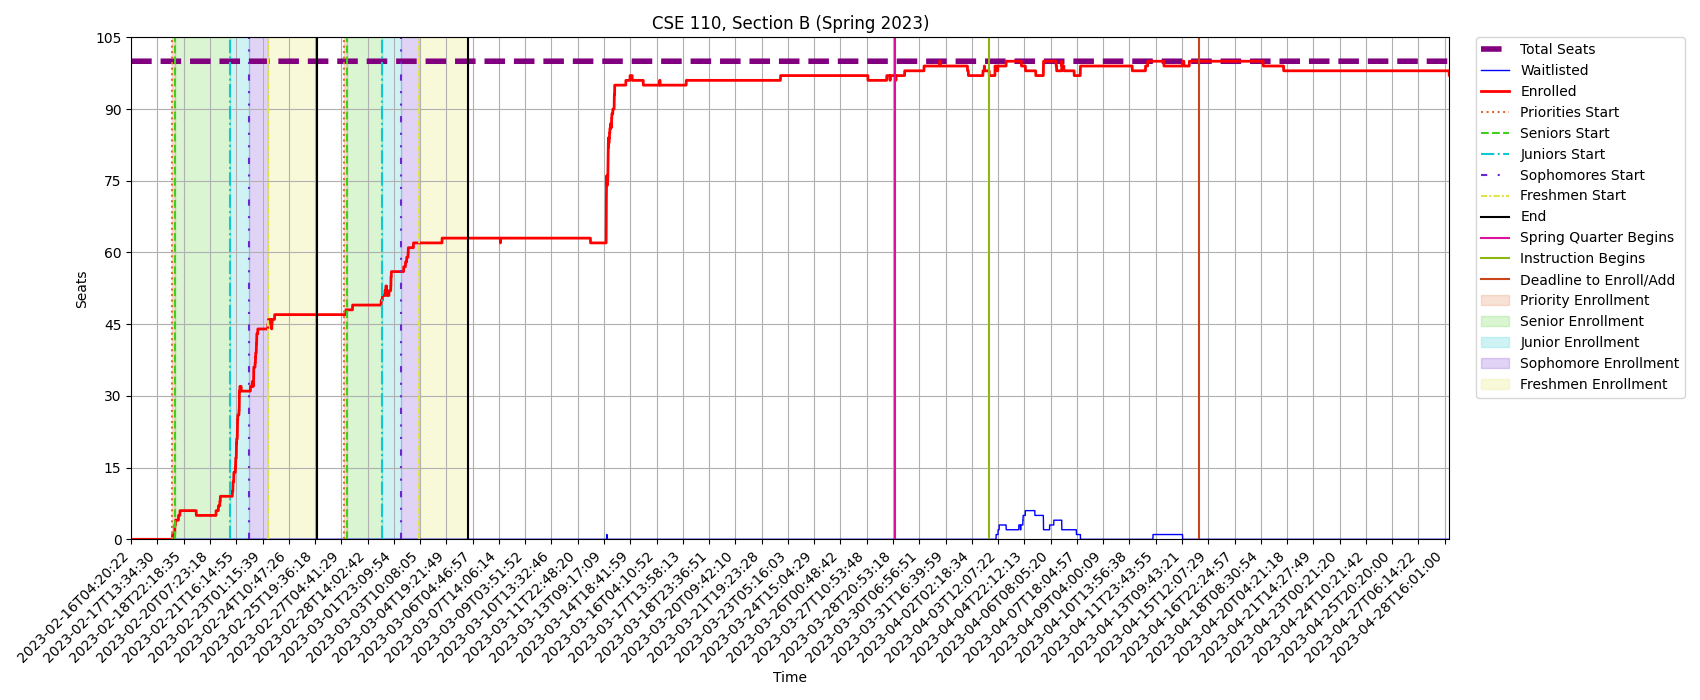 CSE 110, Section B (Spring 2023)
105
90
75
60
45
30
15
0
Seats
2023-02-16T04:20:22
2023-02-17T13:34:30
2023-02-18T22:18:35
2023-02-20T07:23:18
2023-02-21T16:14:55
2023-02-23T01:15:39
2023-02-24T10:47:26
2023-02-25T19:36:18
2023-02-27T04:41:29
2023-02-28T14:02:42
2023-03-01T23:09:54
2023-03-03T10:08:05
2023-03-04T19:21:49
2023-03-06T04:46:57
2023-03-07T14:06:14
2023-03-09T03:51:52
2023-03-10T13:32:46
2023-03-11T22:48:20
2023-03-13T09:17:09
2023-03-14T18:41:59
2023-03-16T04:10:52
2023-03-17T13:58:13
2023-03-18T23:36:51
2023-03-20T09:42:10
2023-03-21T19:23:28
2023-03-23T05:16:03
2023-03-24T15:04:29
2023-03-26T00:48:42
2023-03-27T10:53:48
2023-03-28T20:53:18
2023-03-30T06:56:51
2023-03-31T16:39:59
2023-04-02T02:18:34
2023-04-03T12:07:22
2023-04-04T22:12:13
2023-04-06T08:05:20
2023-04-07T18:04:57
2023-04-09T04:00:09
2023-04-10T13:56:38
2023-04-11T23:43:55
2023-04-13T09:43:21
2023-04-15T12:07:29
2023-04-16T22:24:57
2023-04-18T08:30:54
2023-04-20T04:21:18
2023-04-21T14:27:49
2023-04-23T00:21:20
2023-04-24T10:21:42
2023-04-25T20:20:00
2023-04-27T06:14:22
2023-04-28T16:01:00
Time
Total Seats
Waitlisted
Enrolled
Priorities Start
Seniors Start
Juniors Start
Sophomores Start
Freshmen Start
End
Spring Quarter Begins
Instruction Begins
Deadline to Enroll/Add
Priority Enrollment
Senior Enrollment
Junior Enrollment
Sophomore Enrollment
Freshmen Enrollment